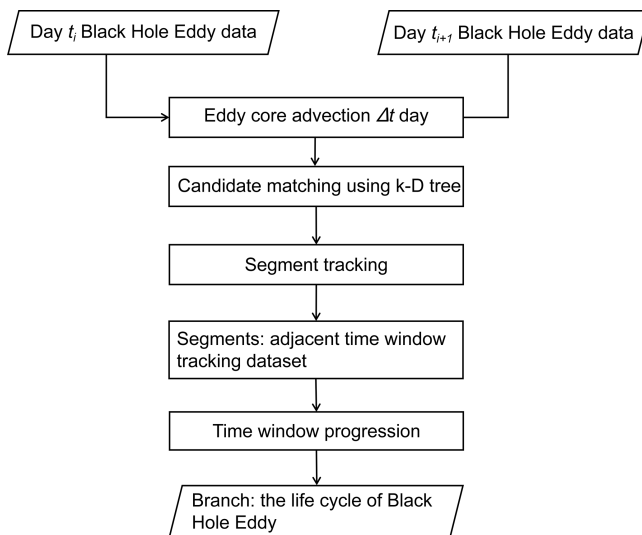 Day ti Black Hole Eddy data
Day ti+1 Black Hole Eddy data
Eddy core advection Δt day
Candidate matching using k-D tree
Segment tracking
Segments: adjacent time window
tracking dataset
Time window progression
Branch: the life cycle of Black
Hole Eddy